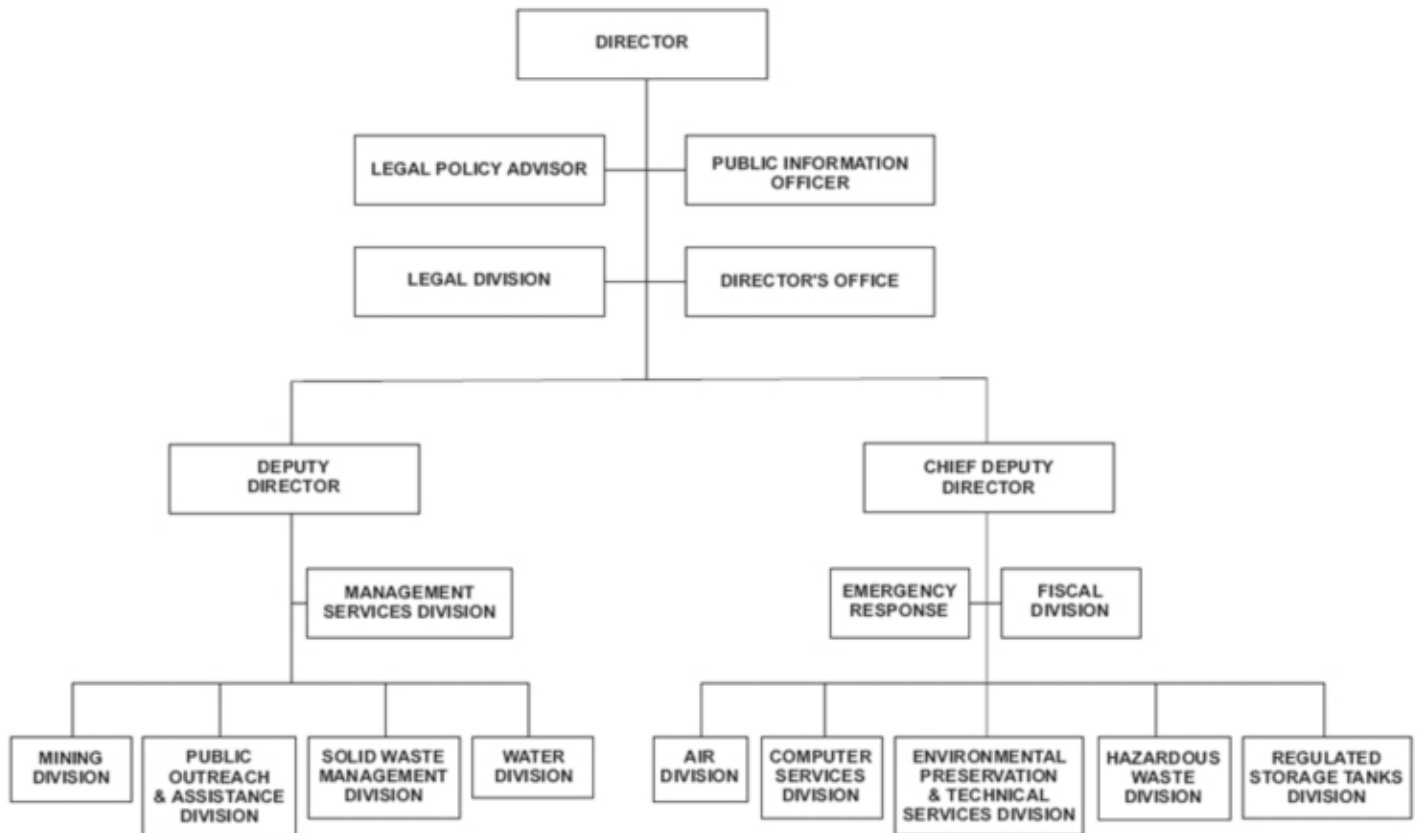 DIRECTOR
LEGAL POLICY ADVISOR
PUBLIC INFORMATION
OFFICER
LEGAL DIVISION
DIRECTOR'S OFFICE
DEPUTY
DIRECTOR
CHIEF DEPUTY
DIRECTOR
MANAGEMENT
SERVICES DIVISION
EMERGENCY
RESPONSE
FISCAL
DIVISION
MINING
DIVISION
PUBLIC
OUTREACH
& ASSISTANCE
DIVISION
SOLID WASTE
MANAGEMENT
DIVISION
WATER
DIVISION
AIR
DIVISION
COMPUTER
SERVICES
DIVISION
ENVIRONMENTAL
PRESERVATION
& TECHNICAL
SERVICES DIVISION
HAZARDOUS
WASTE
DIVISION
REGULATED
STORAGE TANKS
DIVISION